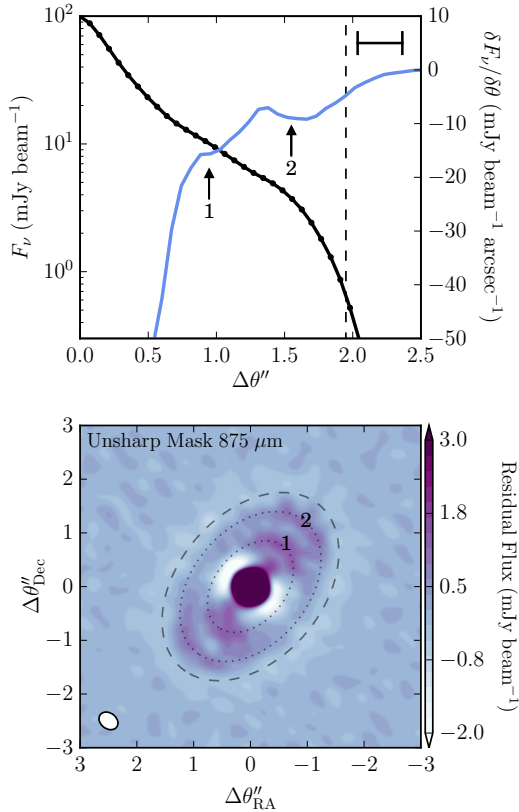 10²
10¹
10⁰
F_ν (mJy beam⁻¹)
10
0
−10
−20
−30
−40
−50
δF_ν/δθ
(mJy beam⁻¹ arcsec⁻¹)
1
2
0.0 0.5 1.0 1.5 2.0 2.5
Δθ″
Unsharp Mask 875 μm
3
2
1
0
−1
−2
−3
Δθ″_Dec
2
1
3 2 1 0 −1 −2 −3
Δθ″_RA
3.0
1.8
0.5
−0.8
−2.0
Residual Flux (mJy beam⁻¹)